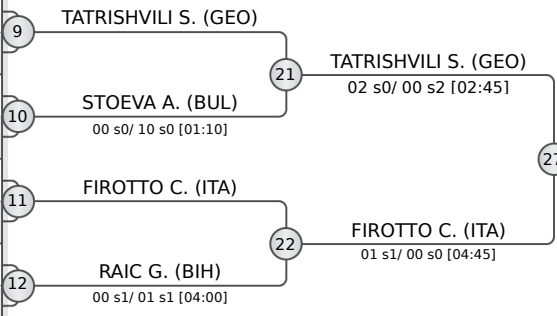 TATRISHVILI S. (GEO)
9
21
TATRISHVILI S. (GEO)
02 s0/ 00 s2 [02:45]
STOEVA A. (BUL)
10
00 s0/ 10 s0 [01:10]
27
FIROTTO C. (ITA)
11
22
FIROTTO C. (ITA)
01 s1/ 00 s0 [04:45]
RAIC G. (BIH)
12
00 s1/ 01 s1 [04:00]